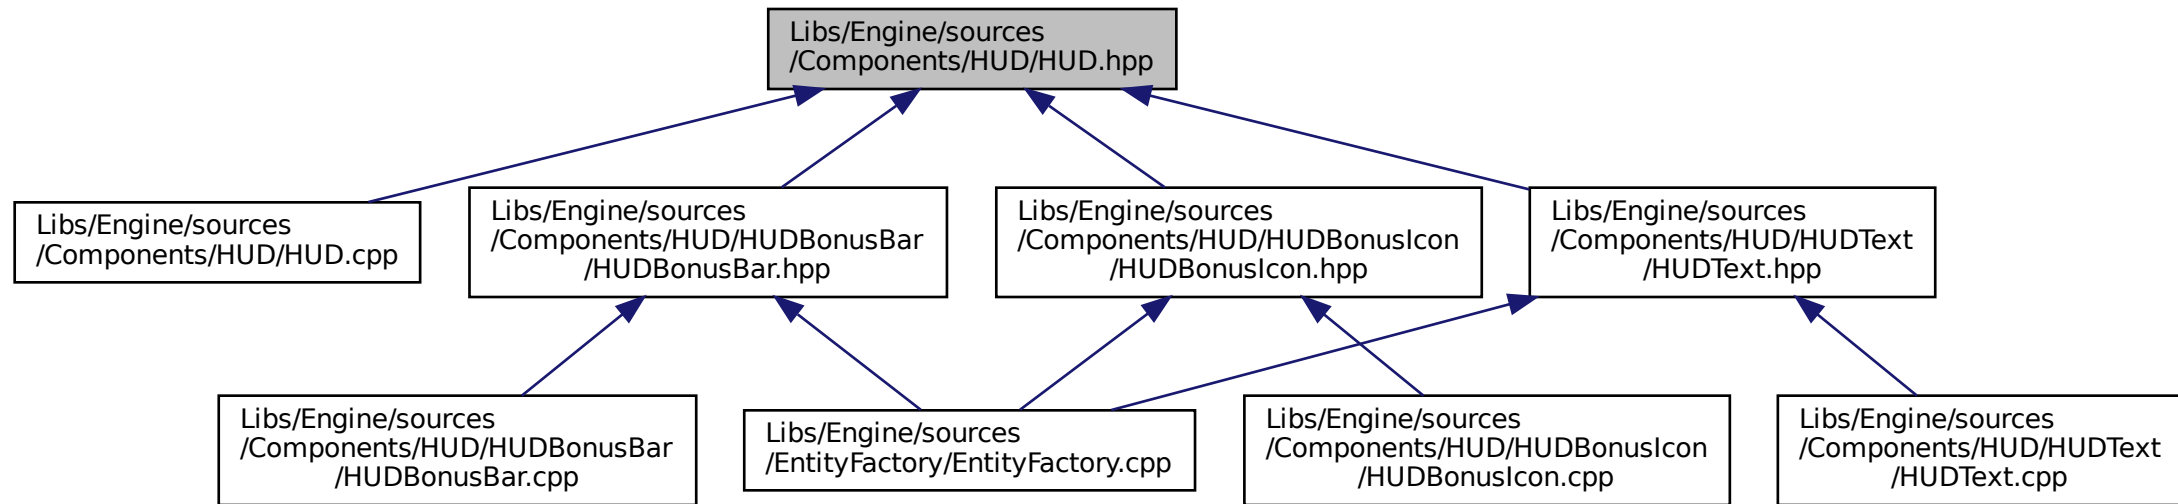 Libs/Engine/sources
/Components/HUD/HUD.hpp
Libs/Engine/sources
/Components/HUD/HUD.cpp
Libs/Engine/sources
/Components/HUD/HUDBonusBar
/HUDBonusBar.hpp
Libs/Engine/sources
/Components/HUD/HUDBonusIcon
/HUDBonusIcon.hpp
Libs/Engine/sources
/Components/HUD/HUDText
/HUDText.hpp
Libs/Engine/sources
/Components/HUD/HUDBonusBar
/HUDBonusBar.cpp
Libs/Engine/sources
/EntityFactory/EntityFactory.cpp
Libs/Engine/sources
/Components/HUD/HUDBonusIcon
/HUDBonusIcon.cpp
Libs/Engine/sources
/Components/HUD/HUDText
/HUDText.cpp